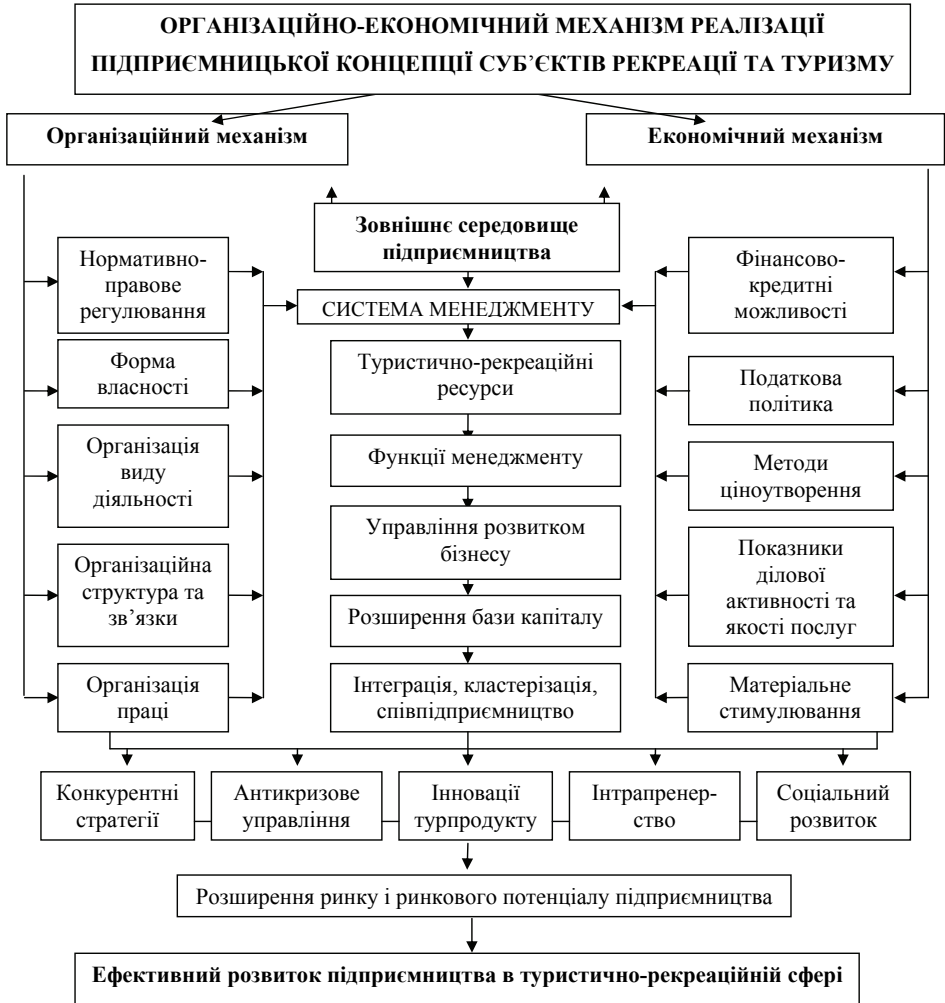 ОРГАНІЗАЦІЙНО-ЕКОНОМІЧНИЙ МЕХАНІЗМ РЕАЛІЗАЦІЇ
ПІДПРИЄМНИЦЬКОЇ КОНЦЕПЦІЇ СУБ’ЄКТІВ РЕКРЕАЦІЇ ТА ТУРИЗМУ
Організаційний механізм
Економічний механізм
Зовнішнє середовище
підприємництва
СИСТЕМА МЕНЕДЖМЕНТУ
Нормативно-
правове
регулювання
Форма
власності
Організація
виду
діяльності
Організаційна
структура та
зв’язки
Організація
праці
Туристично-рекреаційні
ресурси
Функції менеджменту
Управління розвитком
бізнесу
Розширення бази капіталу
Інтеграція, кластерізація,
співпідприємництво
Фінансово-
кредитні
можливості
Податкова
політика
Методи
ціноутворення
Показники
ділової
активності та
якості послуг
Матеріальне
стимулювання
Конкурентні
стратегії
Антикризове
управління
Інновації
турпродукту
Інтрапренер-
ство
Соціальний
розвиток
Розширення ринку і ринкового потенціалу підприємництва
Ефективний розвиток підприємництва в туристично-рекреаційній сфері